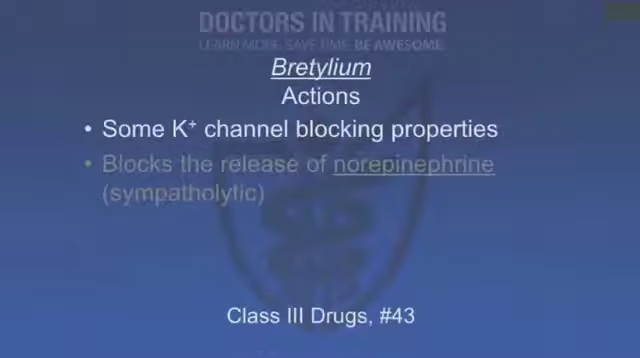 DOCTORS IN TRAINING
LEARN MORE. SAVE TIME. BE AWESOME.
Bretylium
Actions
• Some K⁺ channel blocking properties
• Blocks the release of norepinephrine
(sympatholytic)
Class III Drugs, #43